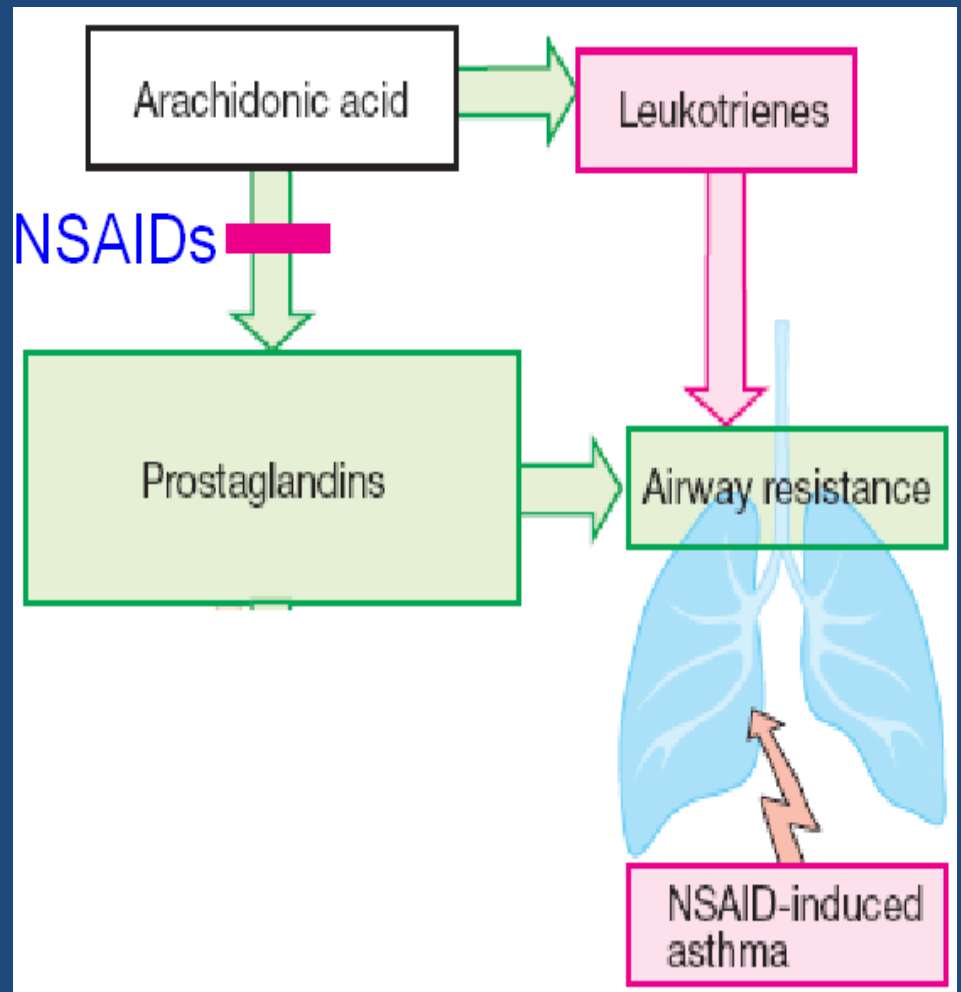 Arachidonic acid
Leukotrienes
NSAIDs
Prostaglandins
Airway resistance
NSAID-induced
asthma